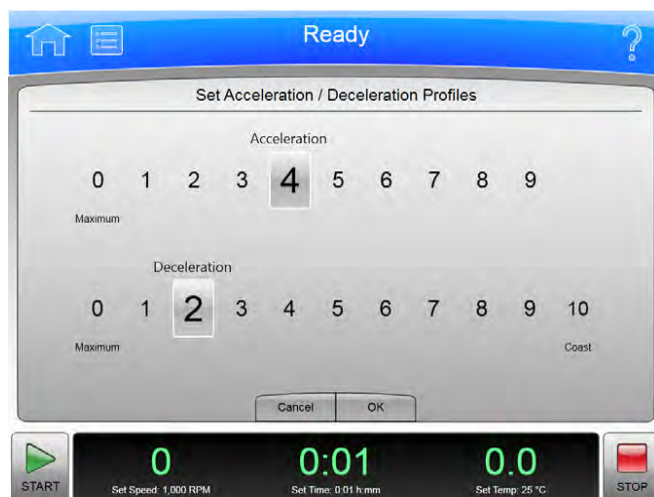 Ready
?
Set Acceleration / Deceleration Profiles
Acceleration
0 1 2 3 4 5 6 7 8 9
Maximum
Deceleration
0 1 2 3 4 5 6 7 8 9 10
Maximum Coast
Cancel OK
0 0:01 0.0
START Set Speed: 1,000 RPM Set Time: 0:01 h:mm Set Temp: 25 °C STOP